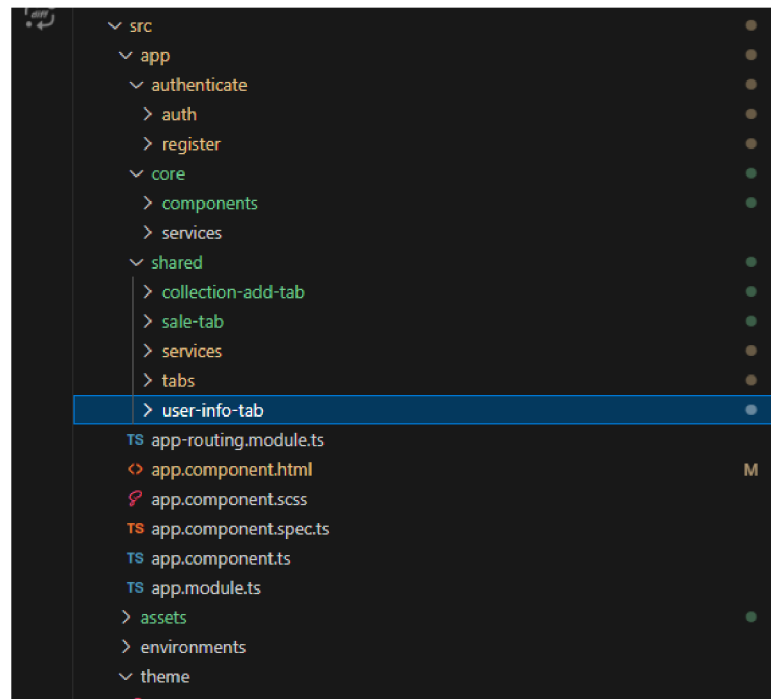 diff
src
app
authenticate
auth
register
core
components
services
shared
collection-add-tab
sale-tab
services
tabs
user-info-tab
TS app-routing.module.ts
<> app.component.html M
app.component.scss
TS app.component.spec.ts
TS app.component.ts
TS app.module.ts
assets
environments
theme